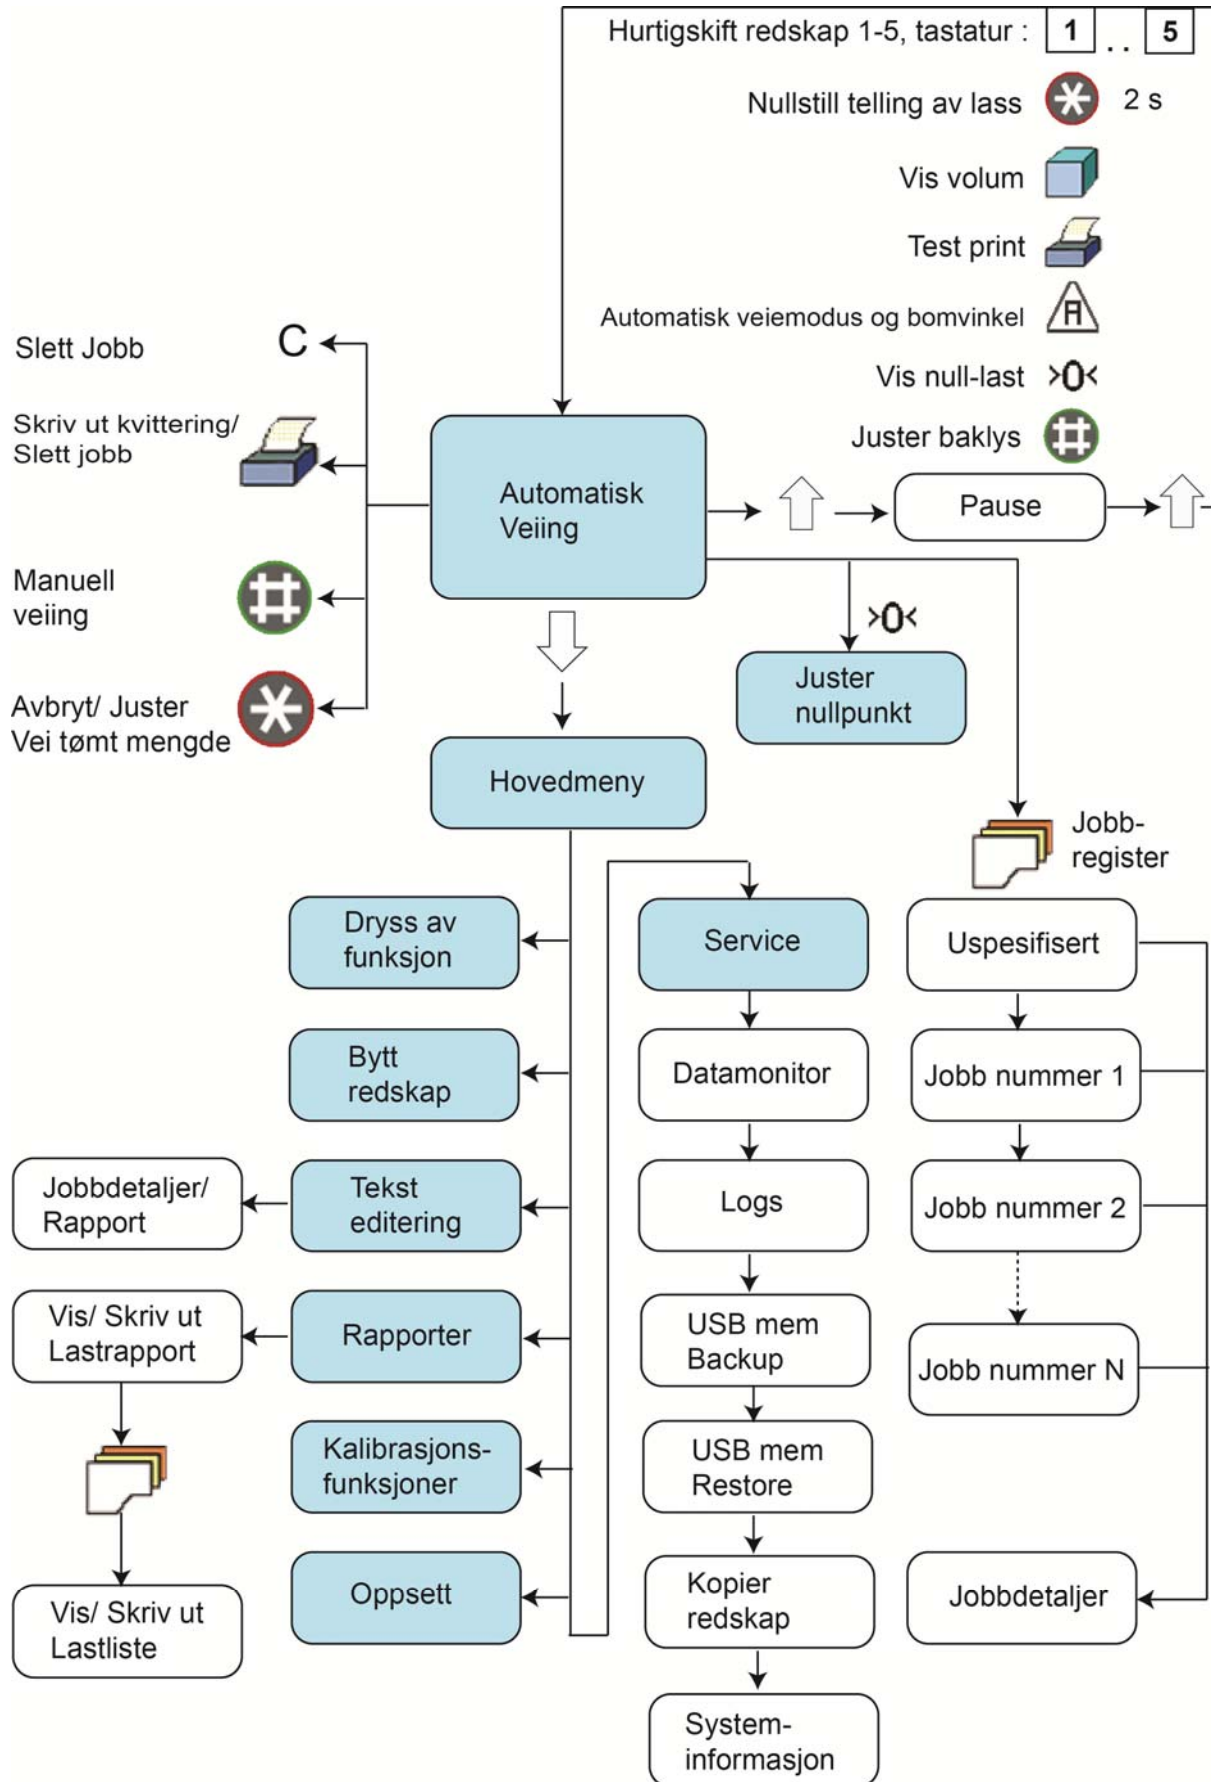 Hurtigskift redskap 1-5, tastatur : 1 . . 5
Nullstill telling av lass 2 s
Vis volum
Test print
Automatisk veiemodus og bomvinkel
Vis null-last >0<
Juster baklys
Slett Jobb C
Skriv ut kvittering/
Slett jobb
Manuell
veiing
Avbryt/ Juster
Vei tømt mengde
Automatisk
Veiing
Pause
>0<
Juster
nullpunkt
Hovedmeny
Jobb-
register
Dryss av
funksjon
Bytt
redskap
Tekst
editering
Jobbdetaljer/
Rapport
Rapporter
Vis/ Skriv ut
Lastrapport
Kalibrasjons-
funksjoner
Oppsett
Vis/ Skriv ut
Lastliste
Service
Datamonitor
Logs
USB mem
Backup
USB mem
Restore
Kopier
redskap
System-
informasjon
Uspesifisert
Jobb nummer 1
Jobb nummer 2
Jobb nummer N
Jobbdetaljer